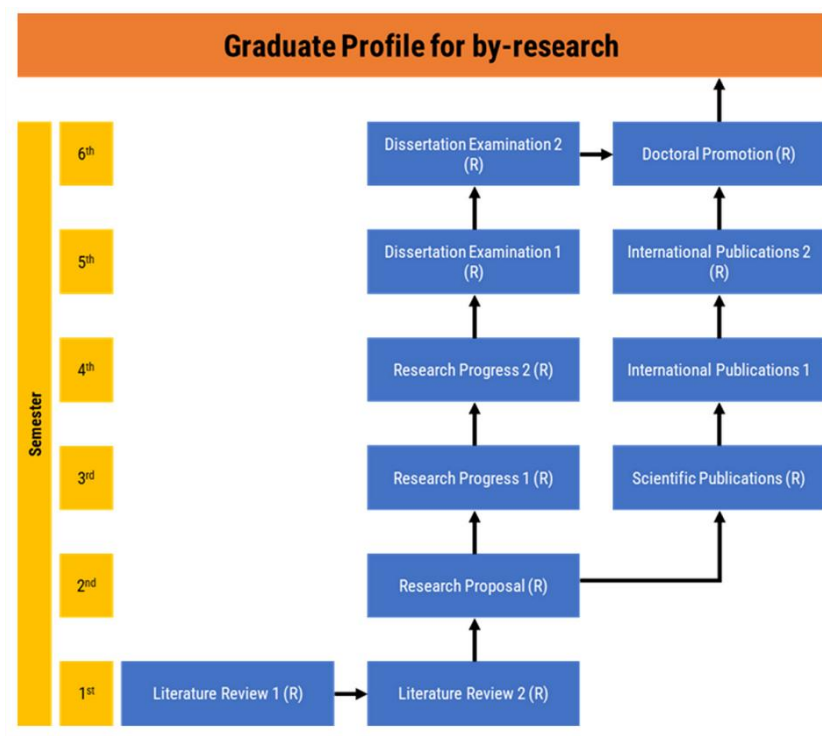 Graduate Profile for by-research
Semester
6th
Dissertation Examination 2
(R)
Doctoral Promotion (R)
5th
Dissertation Examination 1
(R)
International Publications 2
(R)
4th
Research Progress 2 (R)
International Publications 1
3rd
Research Progress 1 (R)
Scientific Publications (R)
2nd
Research Proposal (R)
1st
Literature Review 1 (R)
Literature Review 2 (R)